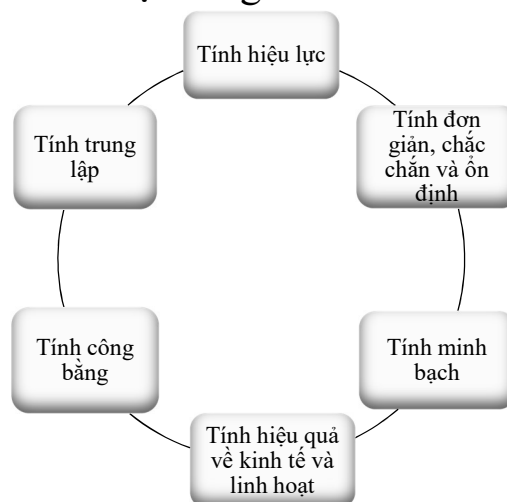 Tính hiệu lực
Tính đơn
giản, chắc
chắn và ổn
định
Tính minh
bạch
Tính hiệu quả
về kinh tế và
linh hoạt
Tính công
bằng
Tính trung
lập